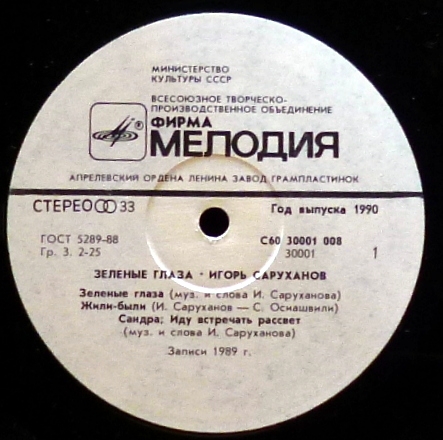 МИНИСТЕРСТВО
КУЛЬТУРЫ СССР
ВСЕСОЮЗНОЕ ТВОРЧЕСКО-
ПРОИЗВОДСТВЕННОЕ ОБЪЕДИНЕНИЕ
ФИРМА
®
МЕЛОДИЯ
АПРЕЛЕВСКИЙ ОРДЕНА ЛЕНИНА ЗАВОД ГРАМПЛАСТИНОК
СТЕРЕО 33 Год выпуска 1990
ГОСТ 5289-88 С60 30001 008
Гр. 3. 2-25 30001 1
ЗЕЛЕНЫЕ ГЛАЗА · ИГОРЬ САРУХАНОВ
Зеленые глаза (муз. и слова И. Саруханова)
Жили-были (И. Саруханов — С. Осиашвили)
Сандра; Иду встречать рассвет
(муз. и слова И. Саруханова)
Записи 1989 г.